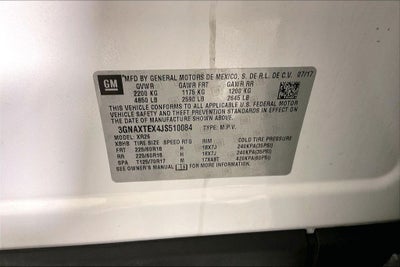 GM
MFD BY GENERAL MOTORS DE MEXICO, S. DE R.L. DE C.V. 07/17
GVWR GAWR FRT GAWR RR
2200 KG 1175 KG 1200 KG
4850 LB 2590 LB 2645 LB
THIS VEHICLE CONFORMS TO ALL APPLICABLE U.S. FEDERAL MOTOR
VEHICLE SAFETY AND THEFT PREVENTION STANDARDS IN EFFECT ON
THE DATE OF MANUFACTURE SHOWN ABOVE.
3GNAXTEX4JS510084 TYPE: M.P.V.
MODEL: XR26
XBHB TIRE SIZE SPEED RTG RIM COLD TIRE PRESSURE
FRT 225/60R18 H 18X7J 240KPA(35PSI)
RR 225/60R18 H 18X7J 240KPA(35PSI)
SPA T125/70R17 M 17X4BT 420KPA(60PSI)
SEE OWNER'S MANUAL FOR MORE INFORMATION